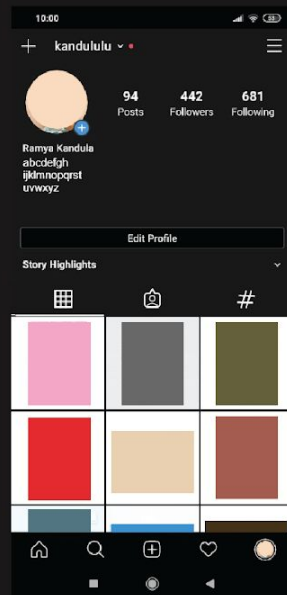 10:00
kandululu
94 442 681
Posts Followers Following
Ramya Kandula
abcdefgh
ijklmnopqrst
uvwxyz
Edit Profile
Story Highlights
#